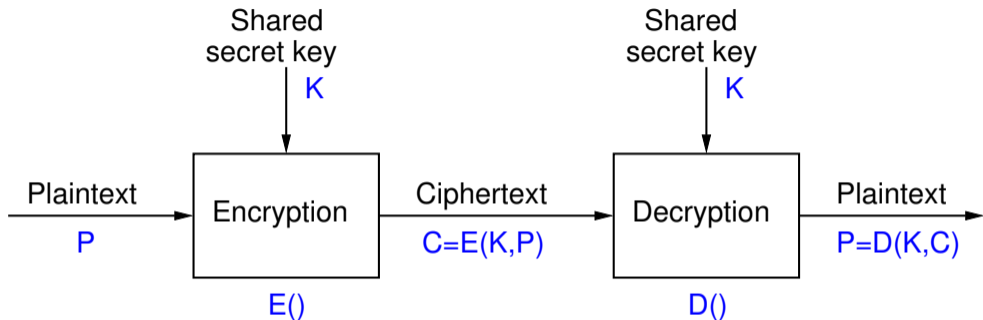 Shared
secret key
K
Shared
secret key
K
Plaintext
P
Encryption
E()
Ciphertext
C=E(K,P)
Decryption
D()
Plaintext
P=D(K,C)